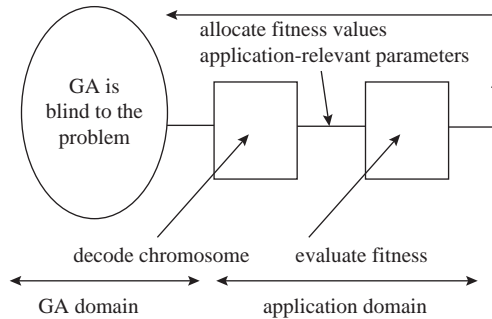 allocate fitness values
application-relevant parameters
GA is
blind to the
problem
decode chromosome
evaluate fitness
GA domain
application domain